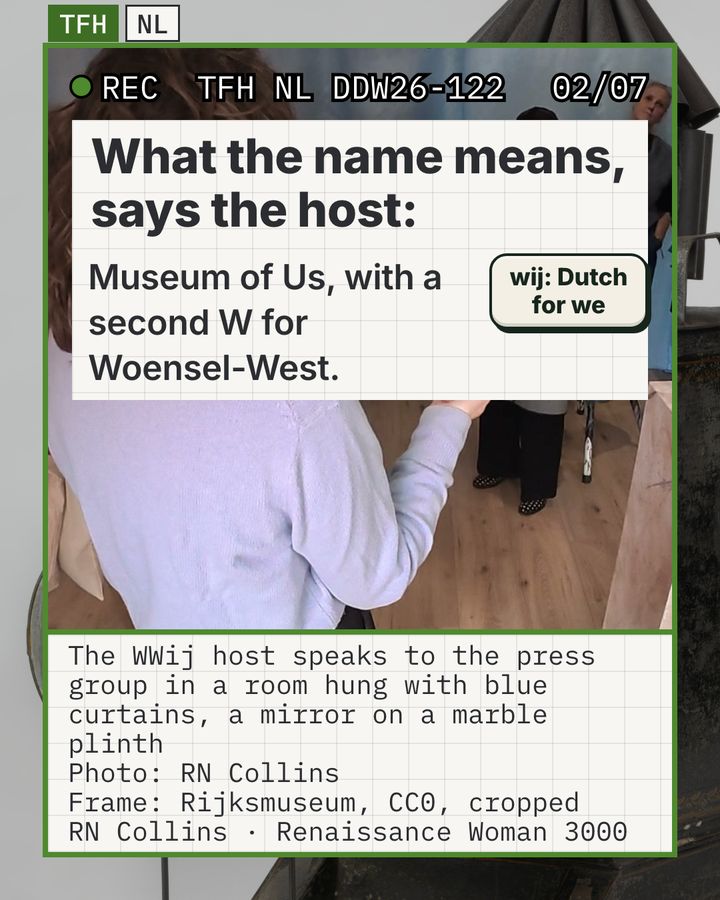 TFH NL
REC TFH NL DDW26-122 02/07
What the name means,
says the host:
Museum of Us, with a
second W for
Woensel-West.
wij: Dutch
for we
The WWij host speaks to the press
group in a room hung with blue
curtains, a mirror on a marble
plinth
Photo: RN Collins
Frame: Rijksmuseum, CC0, cropped
RN Collins · Renaissance Woman 3000